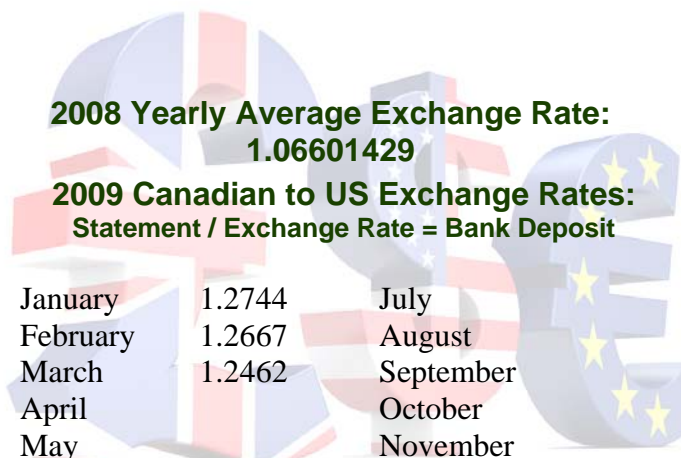 2008 Yearly Average Exchange Rate:
1.06601429
2009 Canadian to US Exchange Rates:
Statement / Exchange Rate = Bank Deposit
January 1.2744 July
February 1.2667 August
March 1.2462 September
April October
May November